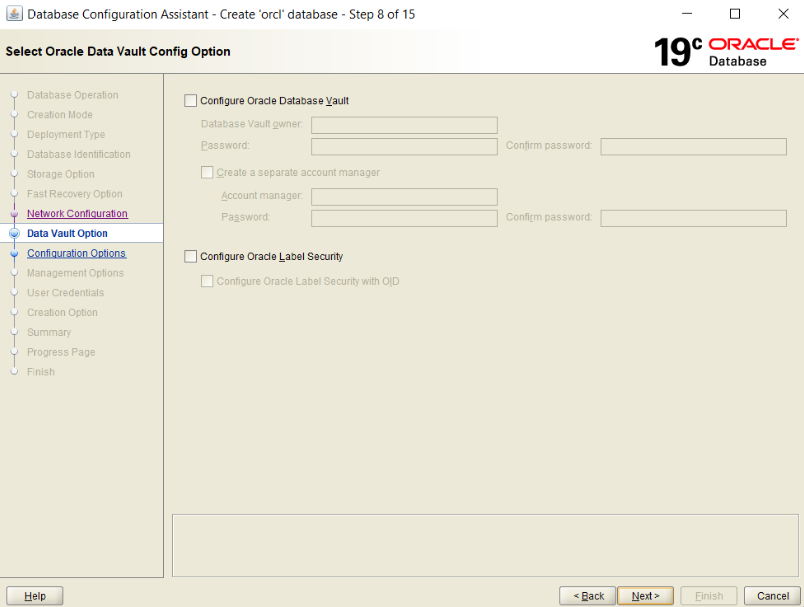 Database Configuration Assistant - Create 'orcl' database - Step 8 of 15
Select Oracle Data Vault Config Option
19c ORACLE
Database
Database Operation
Creation Mode
Deployment Type
Database Identification
Storage Option
Fast Recovery Option
Network Configuration
Data Vault Option
Configuration Options
Management Options
User Credentials
Creation Option
Summary
Progress Page
Finish
Configure Oracle Database Vault
Database Vault owner:
Password: Confirm password:
Create a separate account manager
Account manager:
Password: Confirm password:
Configure Oracle Label Security
Configure Oracle Label Security with OID
Help < Back Next > Finish Cancel